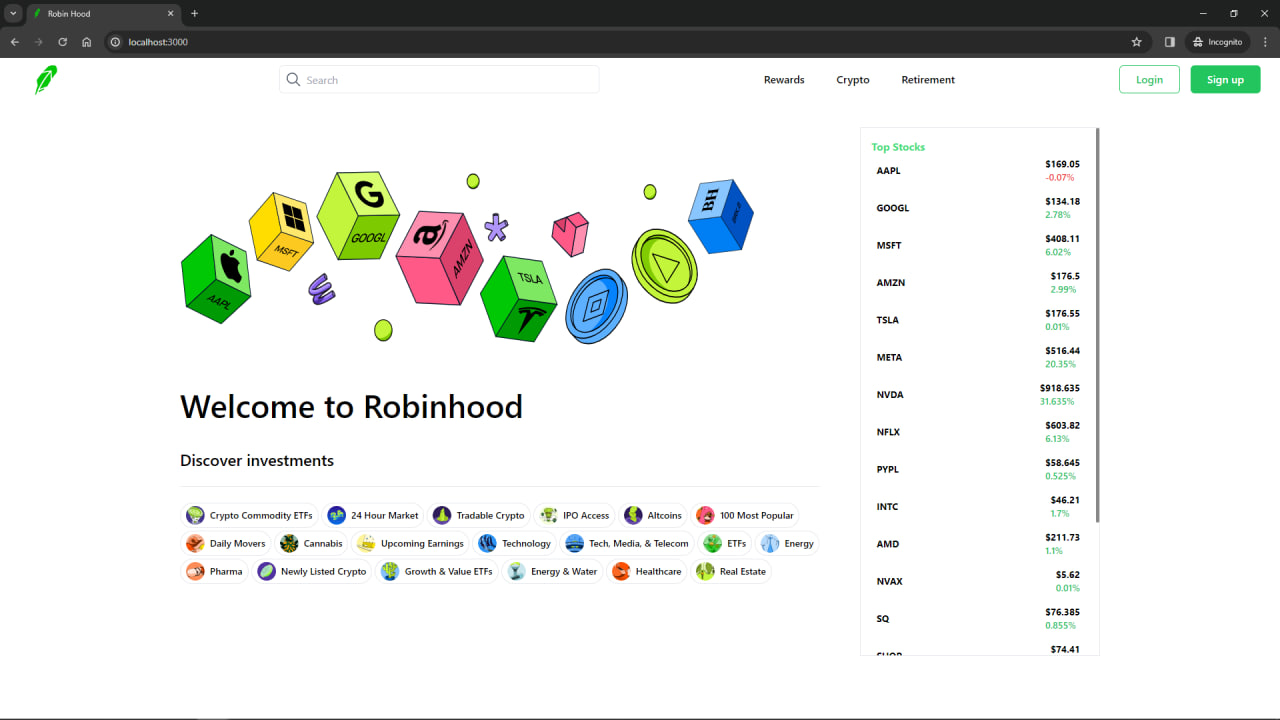 Robin Hood
localhost:3000
Incognito
Search
Rewards Crypto Retirement
Login Sign up
G
GOOGL
MSFT
a
AMZN
AAPL
TSLA
BH
BRK.B
Welcome to Robinhood
Discover investments
Crypto Commodity ETFs 24 Hour Market Tradable Crypto IPO Access Altcoins 100 Most Popular
Daily Movers Cannabis Upcoming Earnings Technology Tech, Media, & Telecom ETFs Energy
Pharma Newly Listed Crypto Growth & Value ETFs Energy & Water Healthcare Real Estate
Top Stocks
AAPL $169.05
-0.07%
GOOGL $134.18
2.78%
MSFT $408.11
6.02%
AMZN $176.5
2.99%
TSLA $176.55
0.01%
META $516.44
20.35%
NVDA $918.635
31.635%
NFLX $603.82
6.13%
PYPL $58.645
0.525%
INTC $46.21
1.7%
AMD $211.73
1.1%
NVAX $5.62
0.01%
SQ $76.385
0.855%
SHOP $74.41